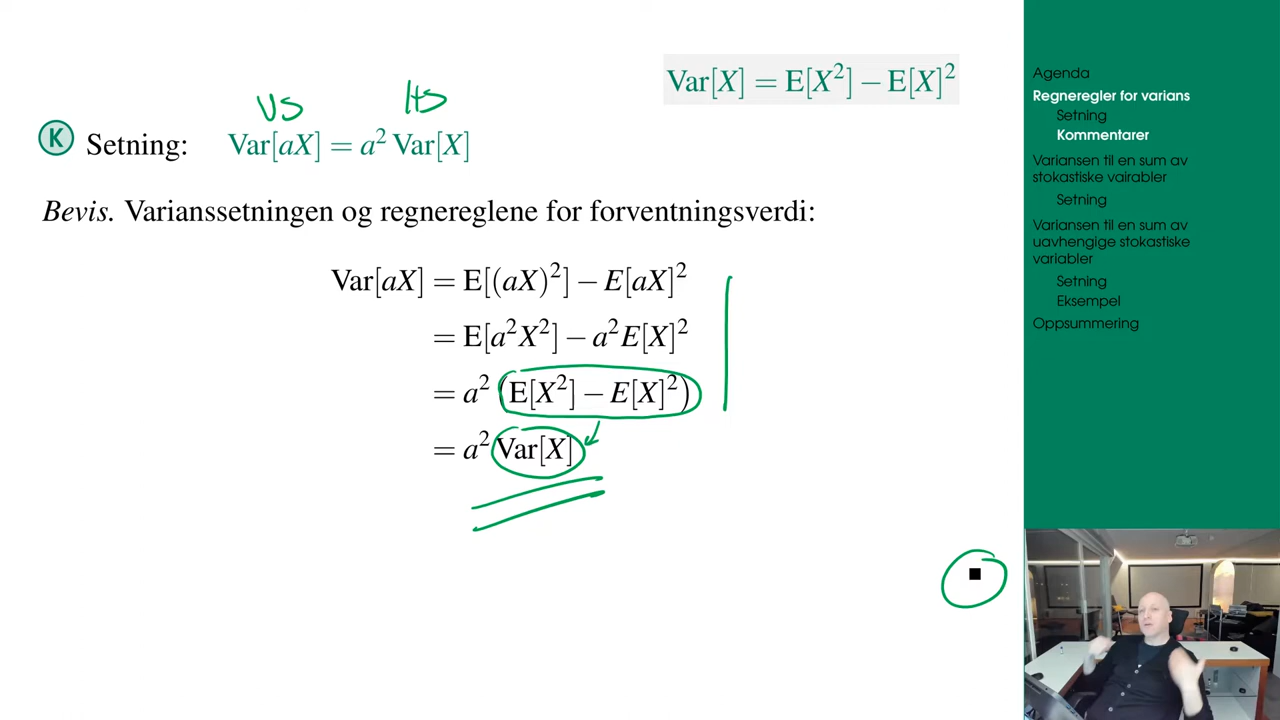 Var[X] = E[X²] − E[X]²
VS HS
K Setning: Var[aX] = a² Var[X]
Bevis. Varianssetningen og regnereglene for forventningsverdi:
Var[aX] = E[(aX)²] − E[aX]²
= E[a²X²] − a²E[X]²
= a² (E[X²] − E[X]²)
= a² Var[X]
Agenda
Regneregler for varians
Setning
Kommentarer
Variansen til en sum av
stokastiske vairabler
Setning
Variansen til en sum av
uavhengige stokastiske
variabler
Setning
Eksempel
Oppsummering